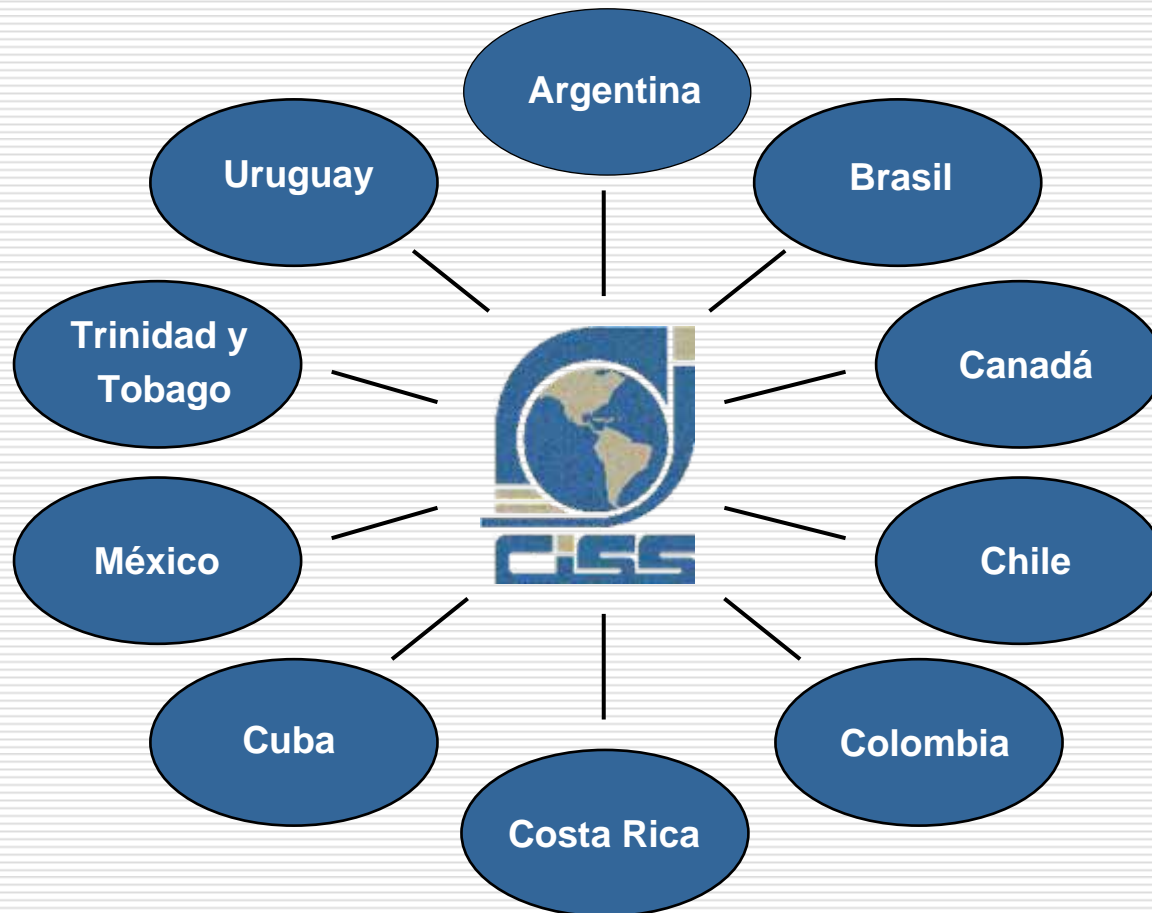 Argentina
Uruguay
Brasil
Trinidad y
Tobago
Canadá
México
Chile
Cuba
Colombia
Costa Rica
CISS